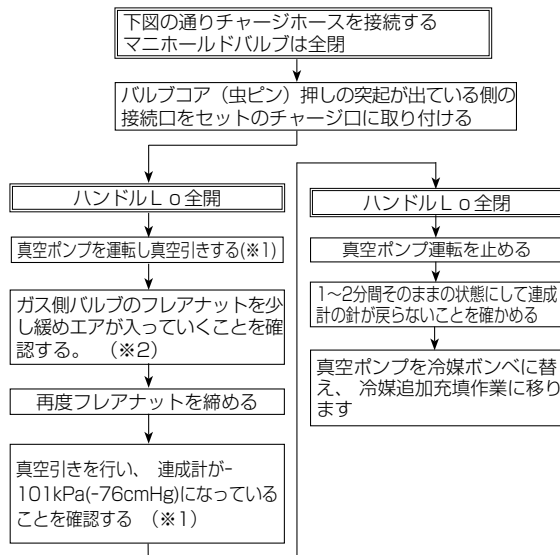 下図の通りチャージホースを接続する
マニホールドバルブは全閉
バルブコア（虫ピン）押しの突起が出ている側の
接続口をセットのチャージ口に取り付ける
ハンドルＬｏ全開
真空ポンプを運転し真空引きする(※1)
ガス側バルブのフレアナットを少
し緩めエアが入っていくことを確
認する。　（※2）
再度フレアナットを締める
真空引きを行い、 連成計が-
101kPa(-76cmHg)になっている
ことを確認する　（※1）
ハンドルＬｏ全閉
真空ポンプ運転を止める
1〜2分間そのままの状態にして連成
計の針が戻らないことを確かめる
真空ポンプを冷媒ボンベに替
え、 冷媒追加充填作業に移り
ます